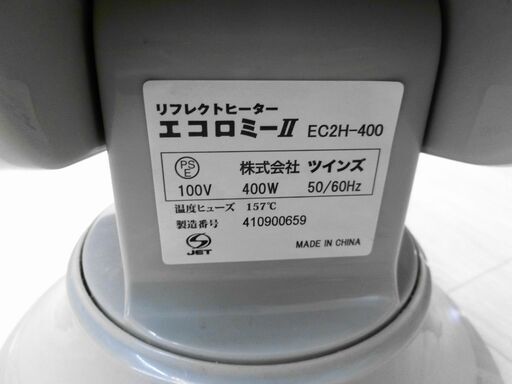 リフレクトヒーター
エコロミーⅡ EC2H-400
PS E 株式会社 ツインズ
100V 400W 50/60Hz
温度ヒューズ 157℃
製造番号 410900659
JET
MADE IN CHINA